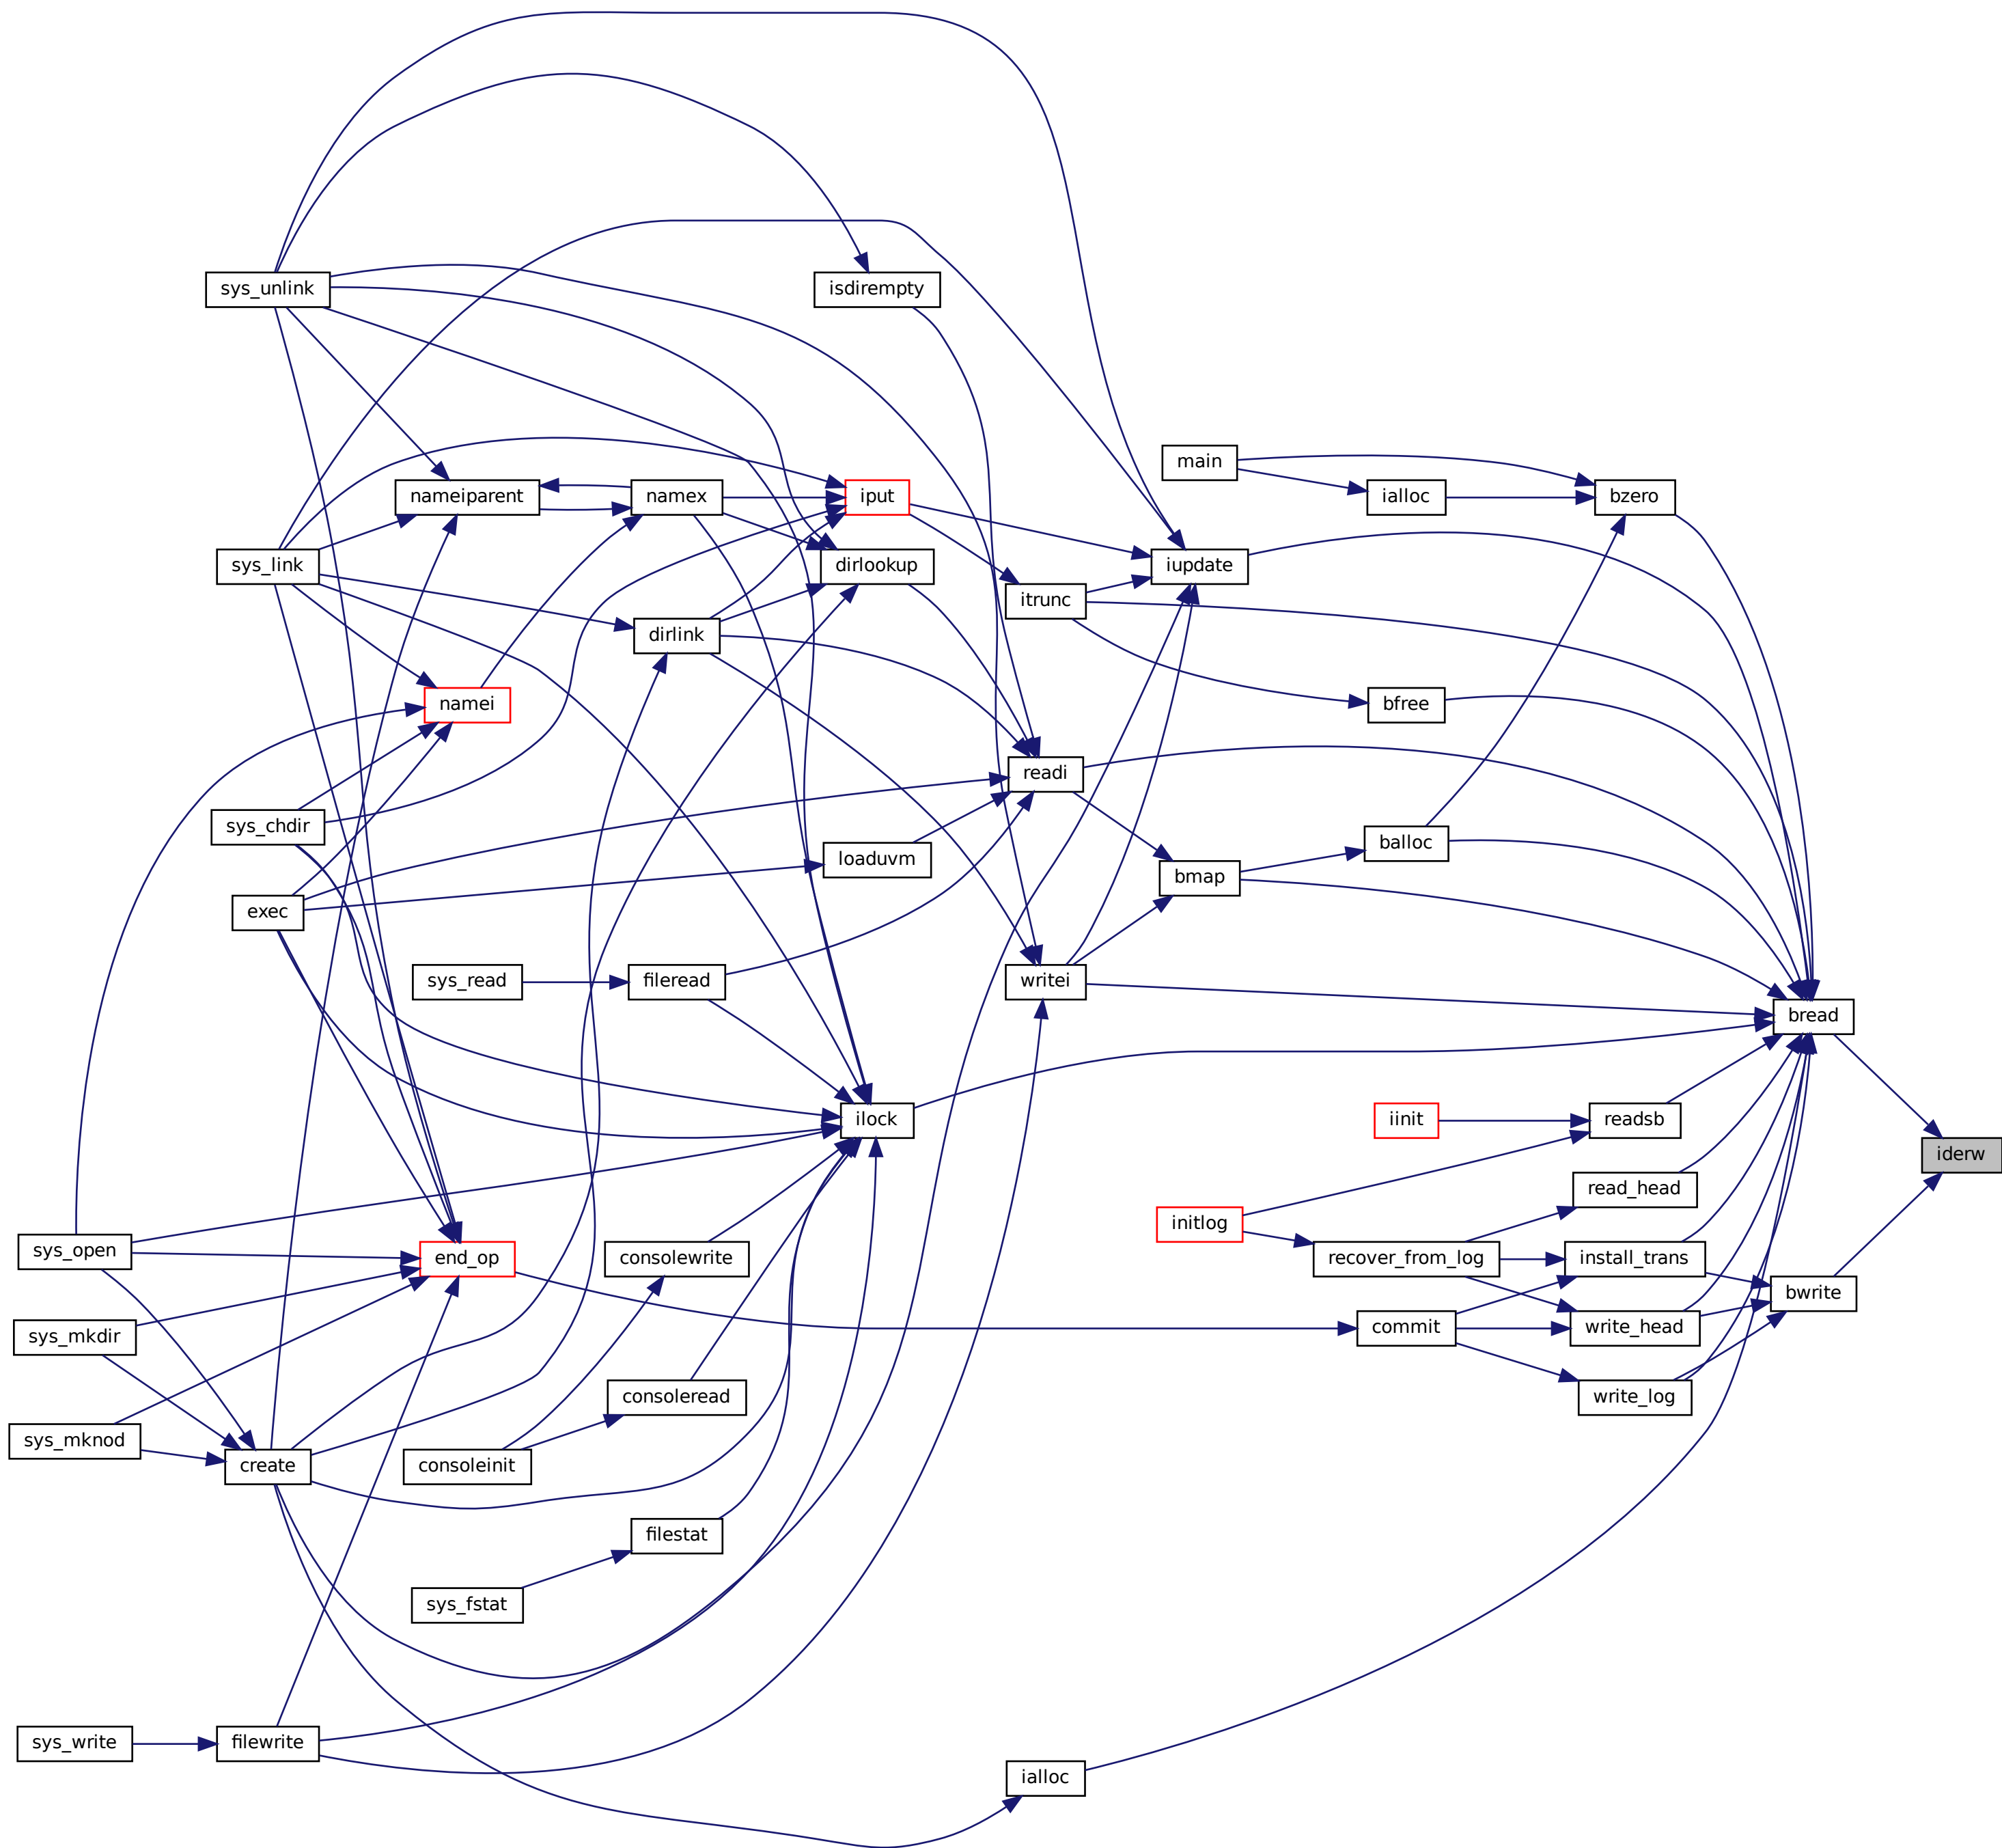 sys_unlink
isdirempty
main
nameiparent
namex
iput
ialloc
bzero
sys_link
dirlookup
iupdate
itrunc
dirlink
namei
bfree
readi
sys_chdir
balloc
loaduvm
bmap
exec
sys_read
fileread
writei
bread
ilock
iinit
readsb
iderw
read_head
initlog
sys_open
end_op
consolewrite
recover_from_log
install_trans
bwrite
sys_mkdir
commit
write_head
consoleread
write_log
sys_mknod
create
consoleinit
filestat
sys_fstat
sys_write
filewrite
ialloc